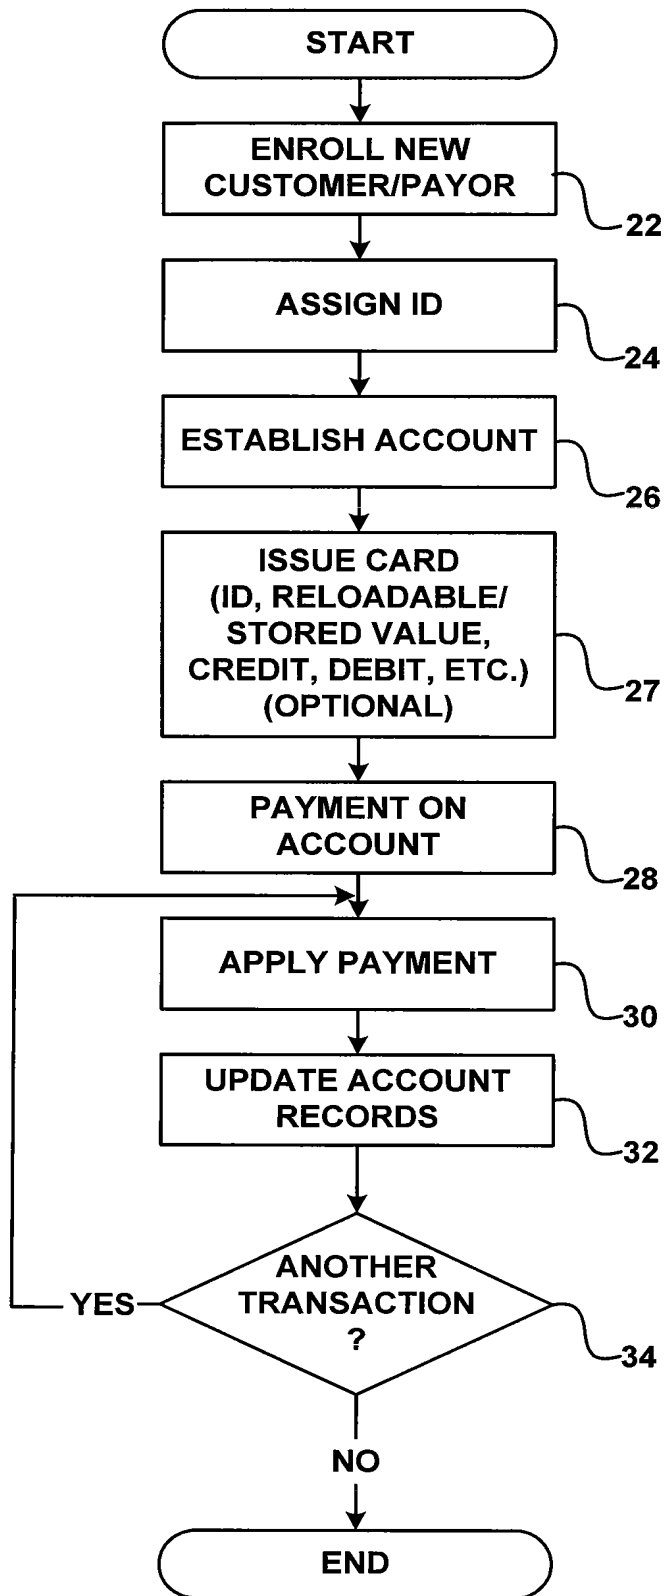 START
ENROLL NEW
CUSTOMER/PAYOR
22
ASSIGN ID
24
ESTABLISH ACCOUNT
26
ISSUE CARD
(ID, RELOADABLE/
STORED VALUE,
CREDIT, DEBIT, ETC.)
(OPTIONAL)
27
PAYMENT ON
ACCOUNT
28
APPLY PAYMENT
30
UPDATE ACCOUNT
RECORDS
32
ANOTHER
TRANSACTION
?
YES
34
NO
END